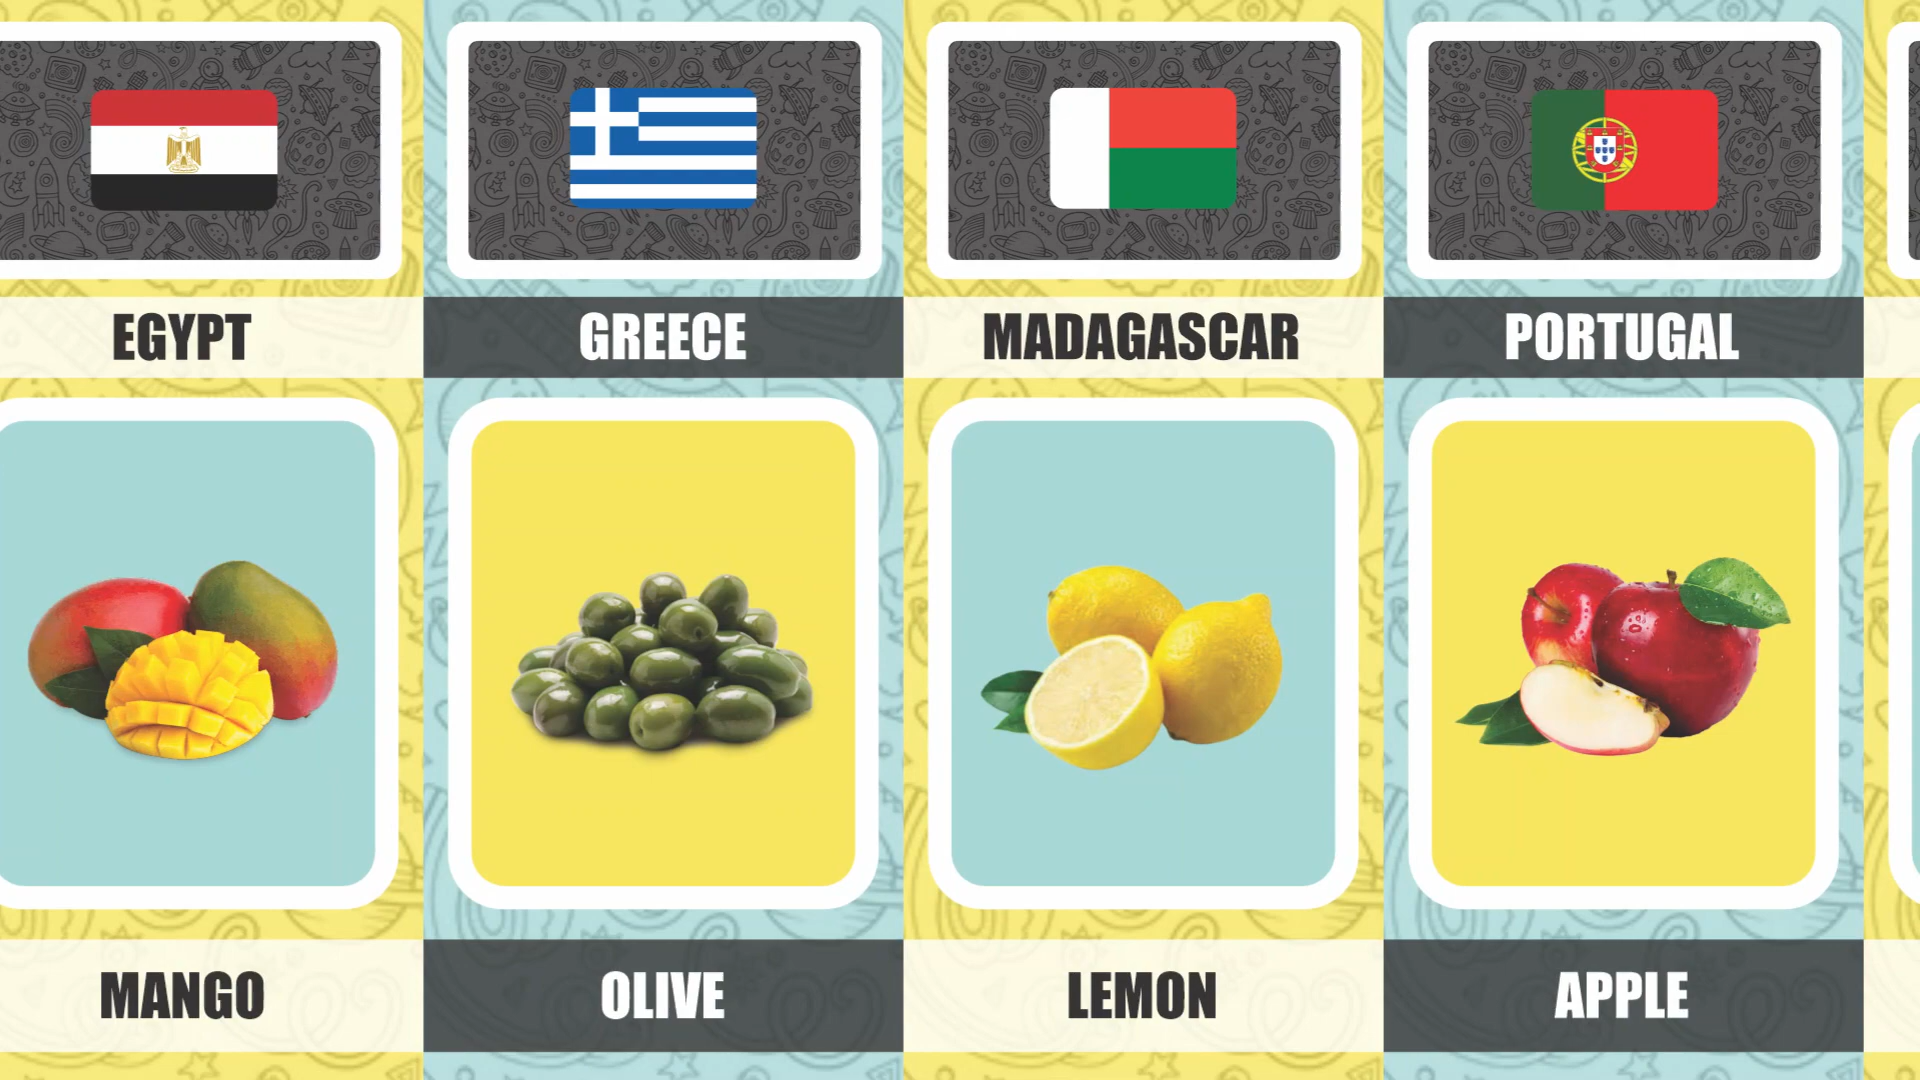 EGYPT
GREECE
MADAGASCAR
PORTUGAL
MANGO
OLIVE
LEMON
APPLE